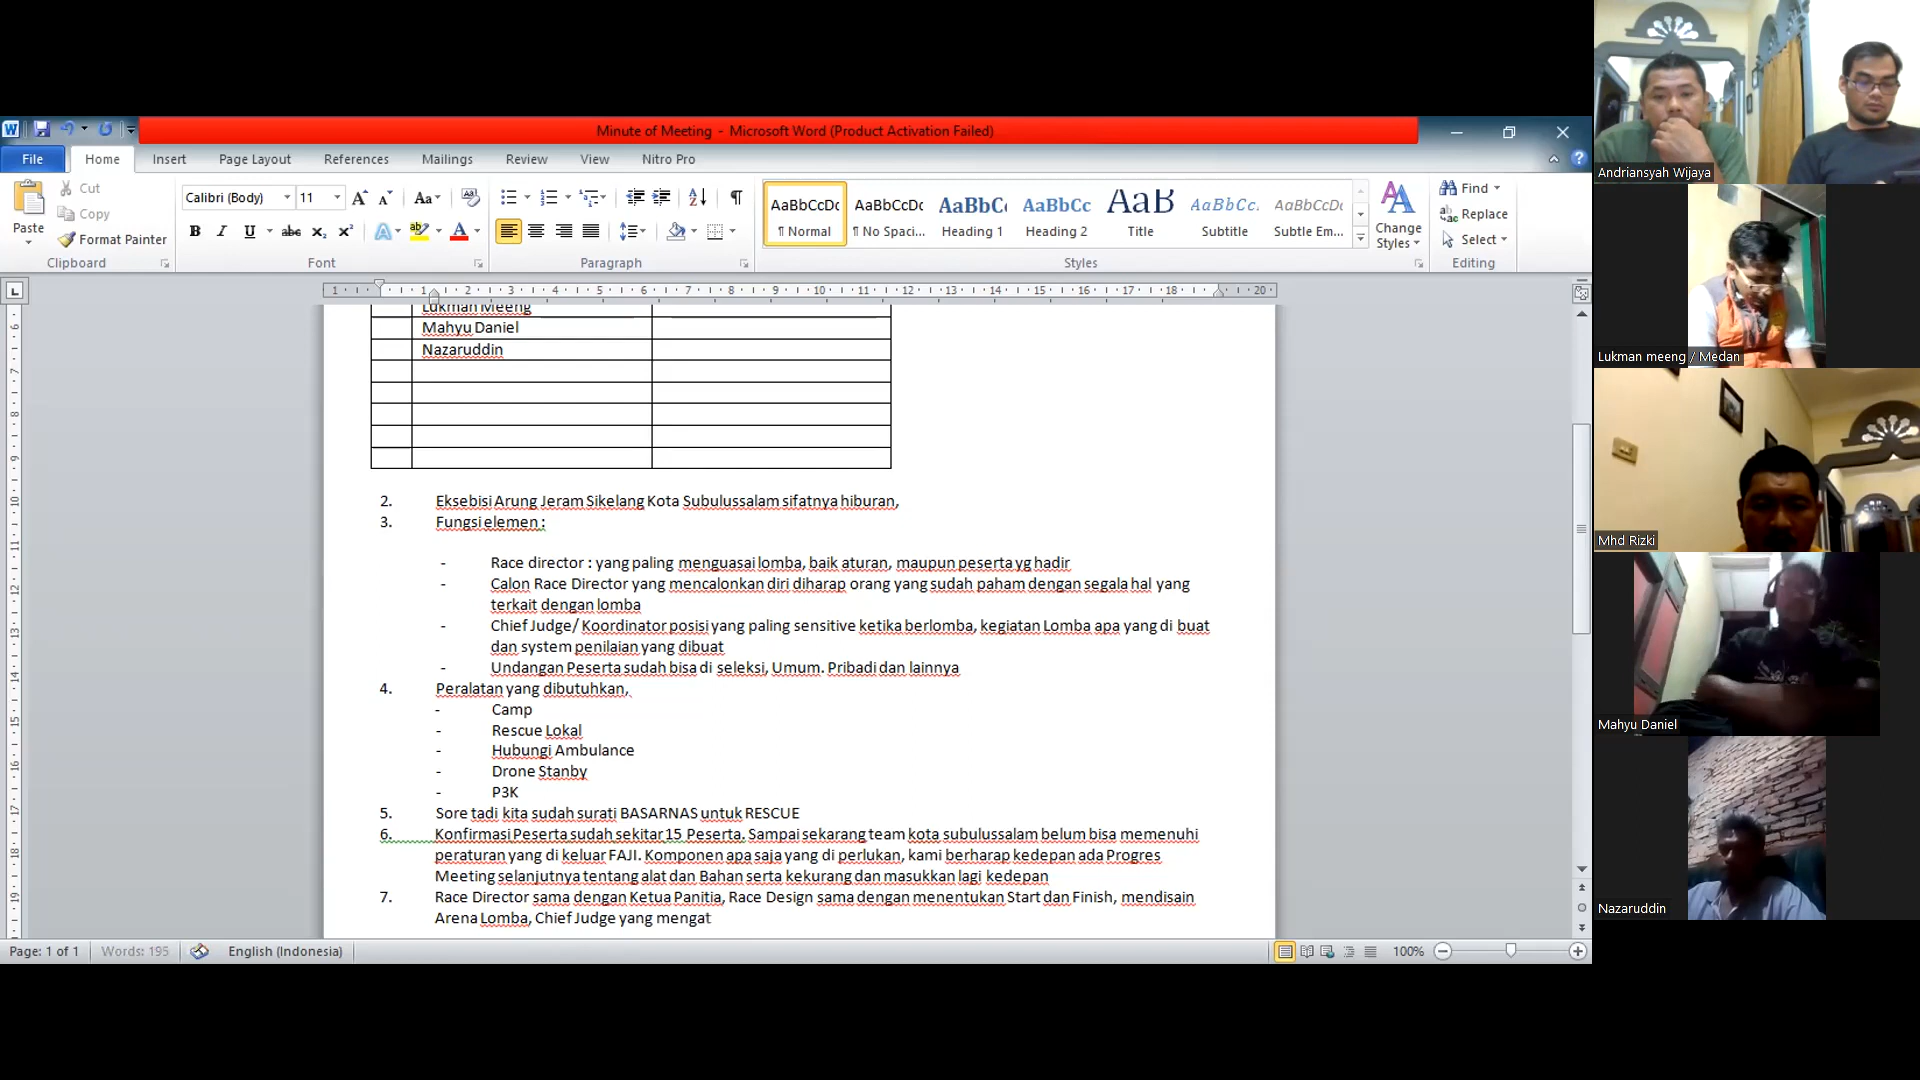 Minute of Meeting - Microsoft Word (Product Activation Failed)
File Home Insert Page Layout References Mailings Review View Nitro Pro
Paste
Cut
Copy
Format Painter
Clipboard
Calibri (Body) 11
Font
Paragraph
AaBbCcDc AaBbCcDc AaBbCc AaBbCc AaB AaBbCc. AaBbCcDc
¶ Normal ¶ No Spaci... Heading 1 Heading 2 Title Subtitle Subtle Em...
Change Styles
Styles
Find
Replace
Select
Editing
Lukman Meeng
Mahyu Daniel
Nazaruddin
2. Eksebisi Arung Jeram Sikelang Kota Subulussalam sifatnya hiburan,
3. Fungsi elemen :
- Race director : yang paling menguasai lomba, baik aturan, maupun peserta yg hadir
- Calon Race Director yang mencalonkan diri diharap orang yang sudah paham dengan segala hal yang
terkait dengan lomba
- Chief Judge/ Koordinator posisi yang paling sensitive ketika berlomba, kegiatan Lomba apa yang di buat
dan system penilaian yang dibuat
- Undangan Peserta sudah bisa di seleksi, Umum. Pribadi dan lainnya
4. Peralatan yang dibutuhkan,
- Camp
- Rescue Lokal
- Hubungi Ambulance
- Drone Stanby
- P3K
5. Sore tadi kita sudah surati BASARNAS untuk RESCUE
6. Konfirmasi Peserta sudah sekitar 15 Peserta. Sampai sekarang team kota subulussalam belum bisa memenuhi
peraturan yang di keluar FAJI. Komponen apa saja yang di perlukan, kami berharap kedepan ada Progres
Meeting selanjutnya tentang alat dan Bahan serta kekurang dan masukkan lagi kedepan
7. Race Director sama dengan Ketua Panitia, Race Design sama dengan menentukan Start dan Finish, mendisain
Arena Lomba, Chief Judge yang mengat
Page: 1 of 1 Words: 195 English (Indonesia) 100%
Andriansyah Wijaya
Lukman meeng / Medan
Mhd Rizki
Mahyu Daniel
Nazaruddin